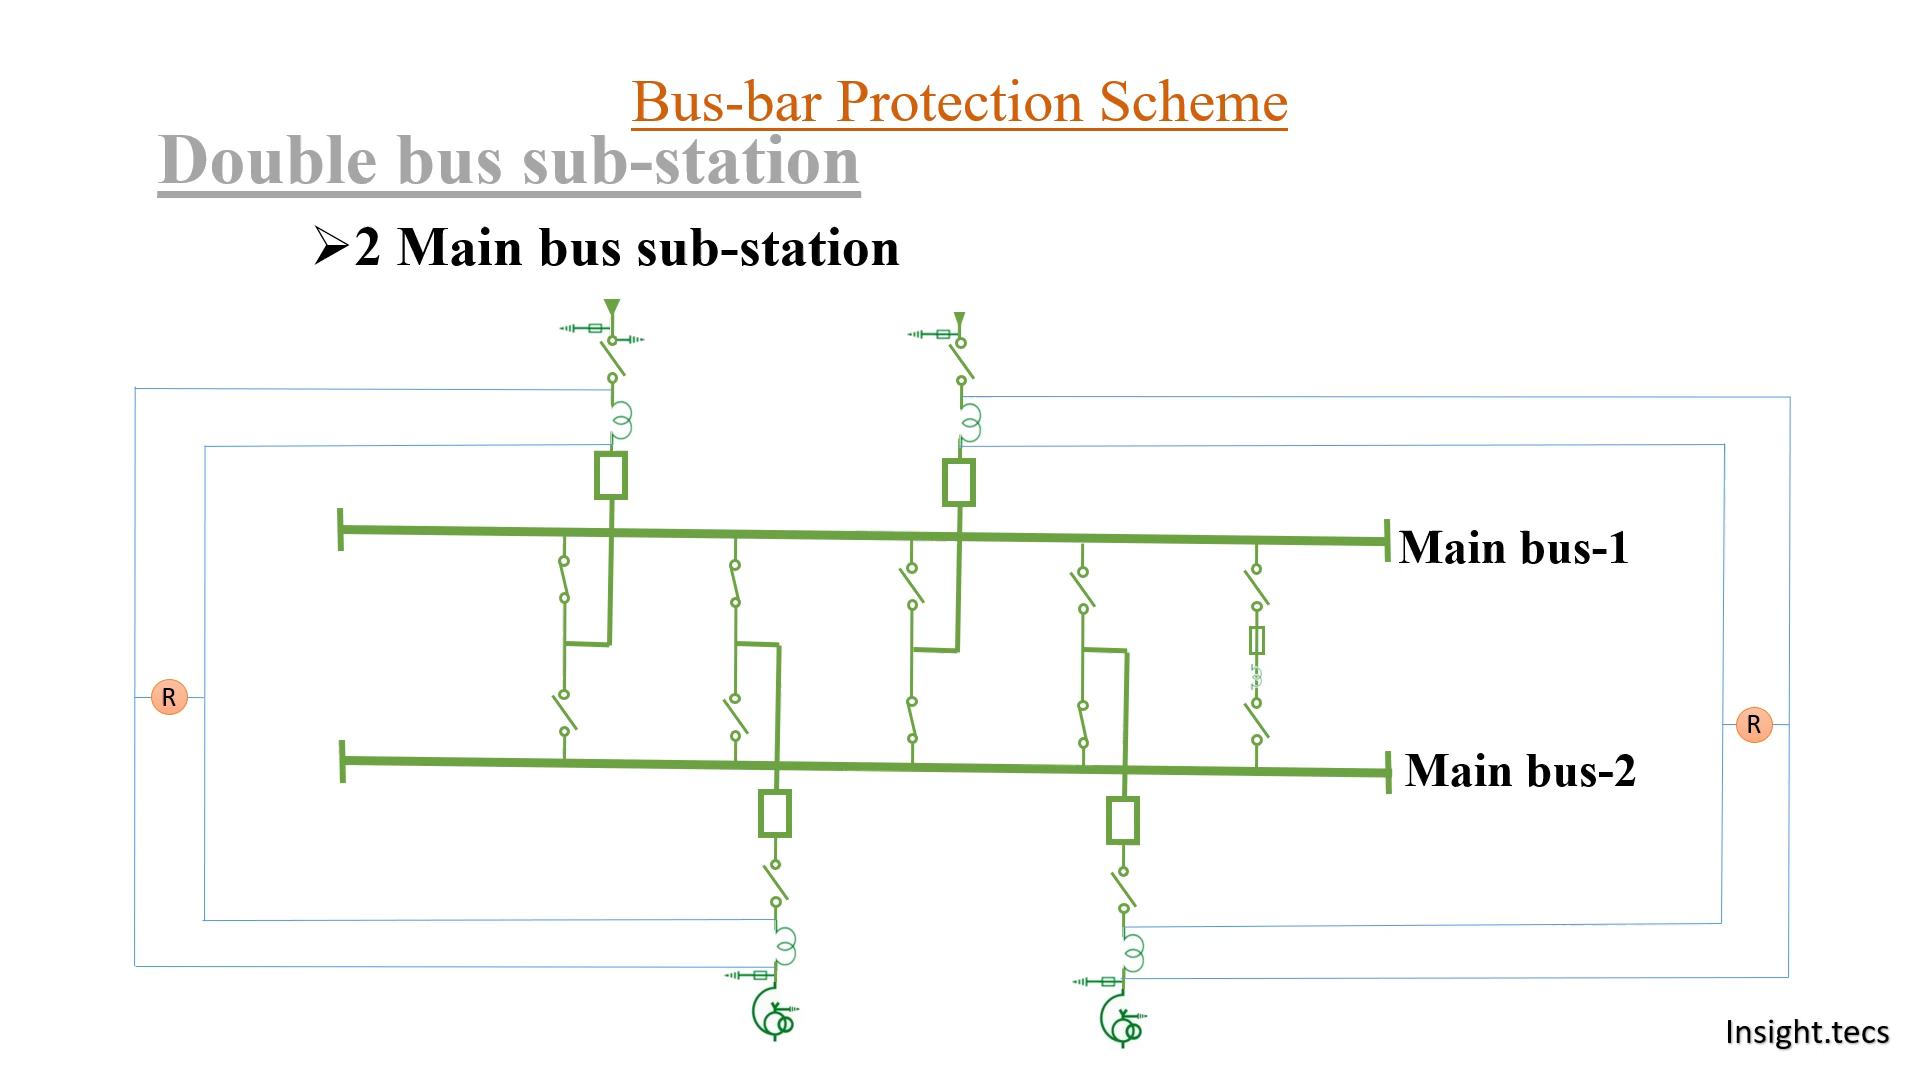 Bus-bar Protection Scheme
Double bus sub-station
➢2 Main bus sub-station
Main bus-1
R
R
Main bus-2
Insight.tecs